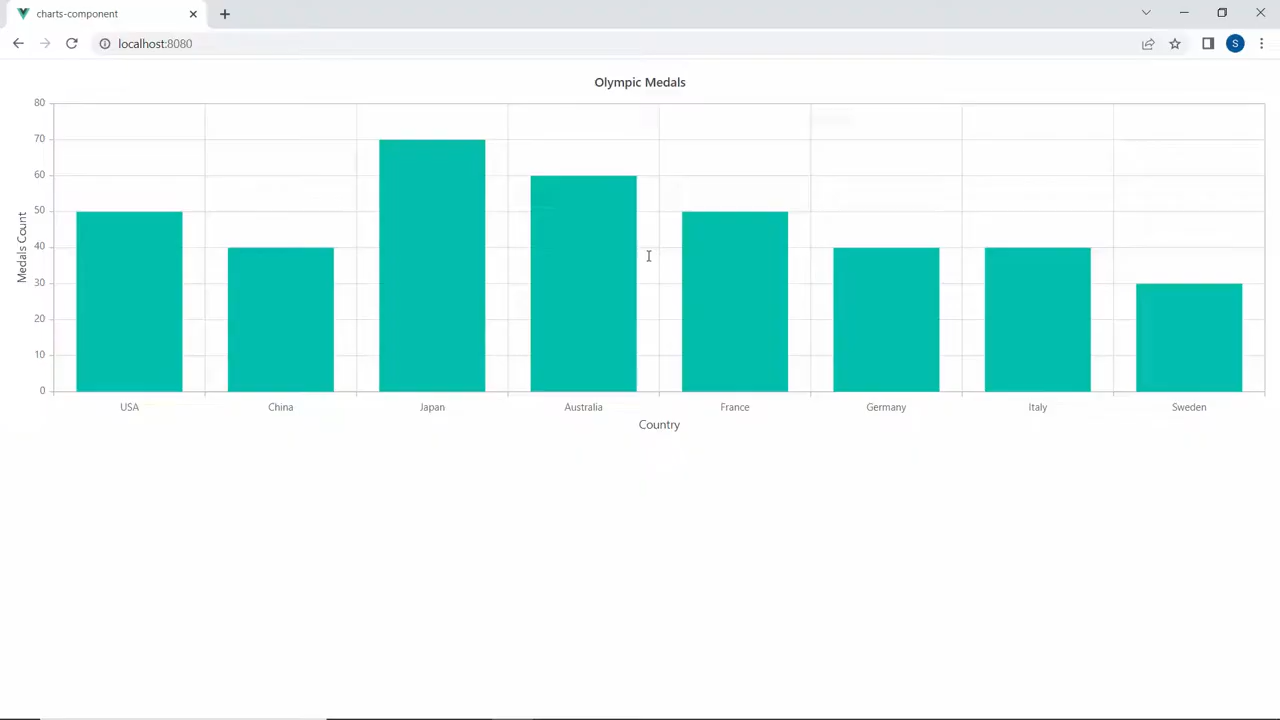 charts-component
localhost:8080
S
Olympic Medals
80
70
60
50
40
30
20
10
0
Medals Count
USA China Japan Australia France Germany Italy Sweden
Country